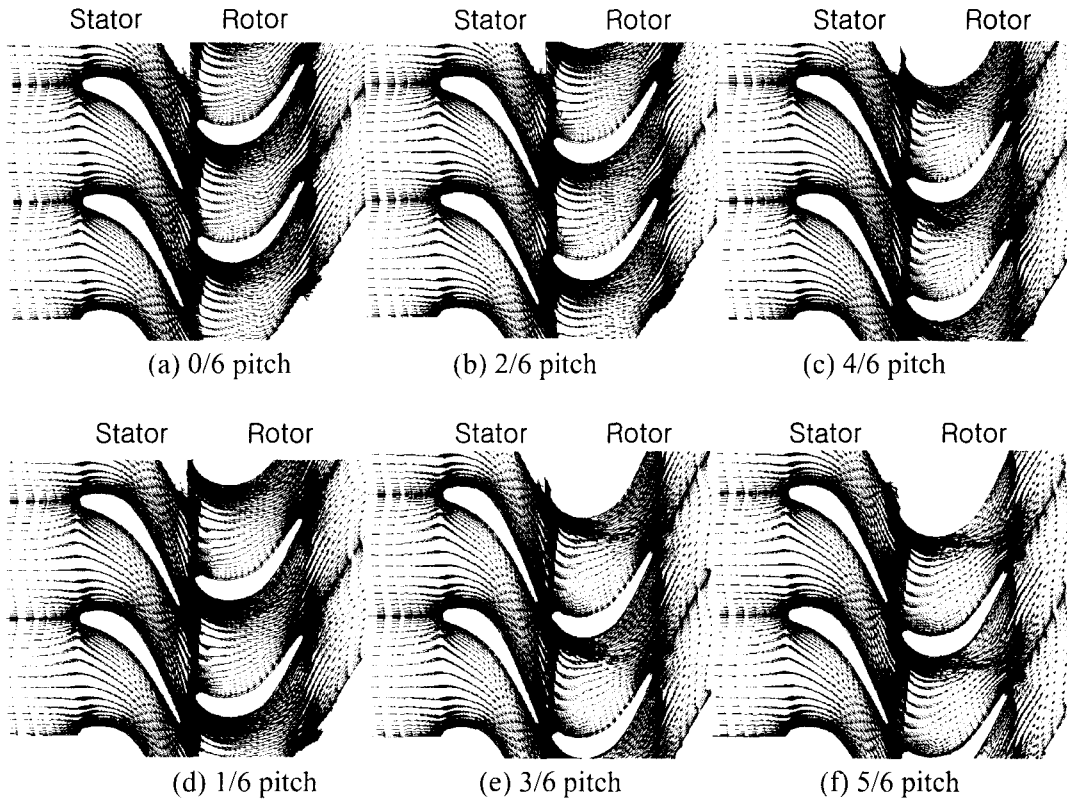 Stator Rotor Stator Rotor Stator Rotor
(a) 0/6 pitch (b) 2/6 pitch (c) 4/6 pitch
Stator Rotor Stator Rotor Stator Rotor
(d) 1/6 pitch (e) 3/6 pitch (f) 5/6 pitch